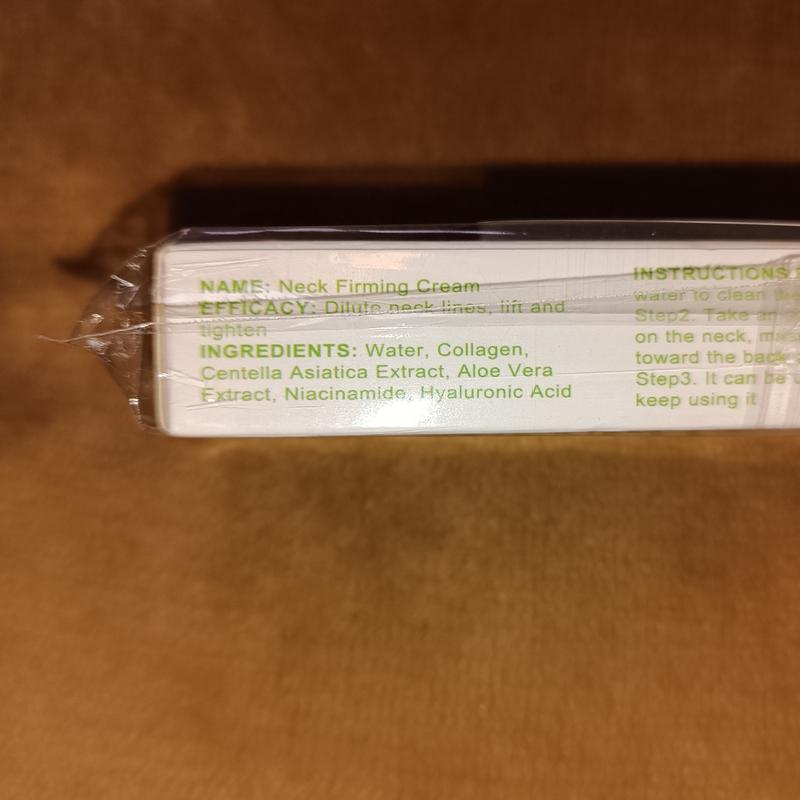 NAME: Neck Firming Cream
EFFICACY: Dilute neck lines, lift and
tighten
INGREDIENTS: Water, Collagen,
Centella Asiatica Extract, Aloe Vera
Extract, Niacinamide, Hyaluronic Acid
INSTRUCTIONS
water to clean the
Step2. Take an
on the neck,
toward the back
Step3. It can be
keep using it